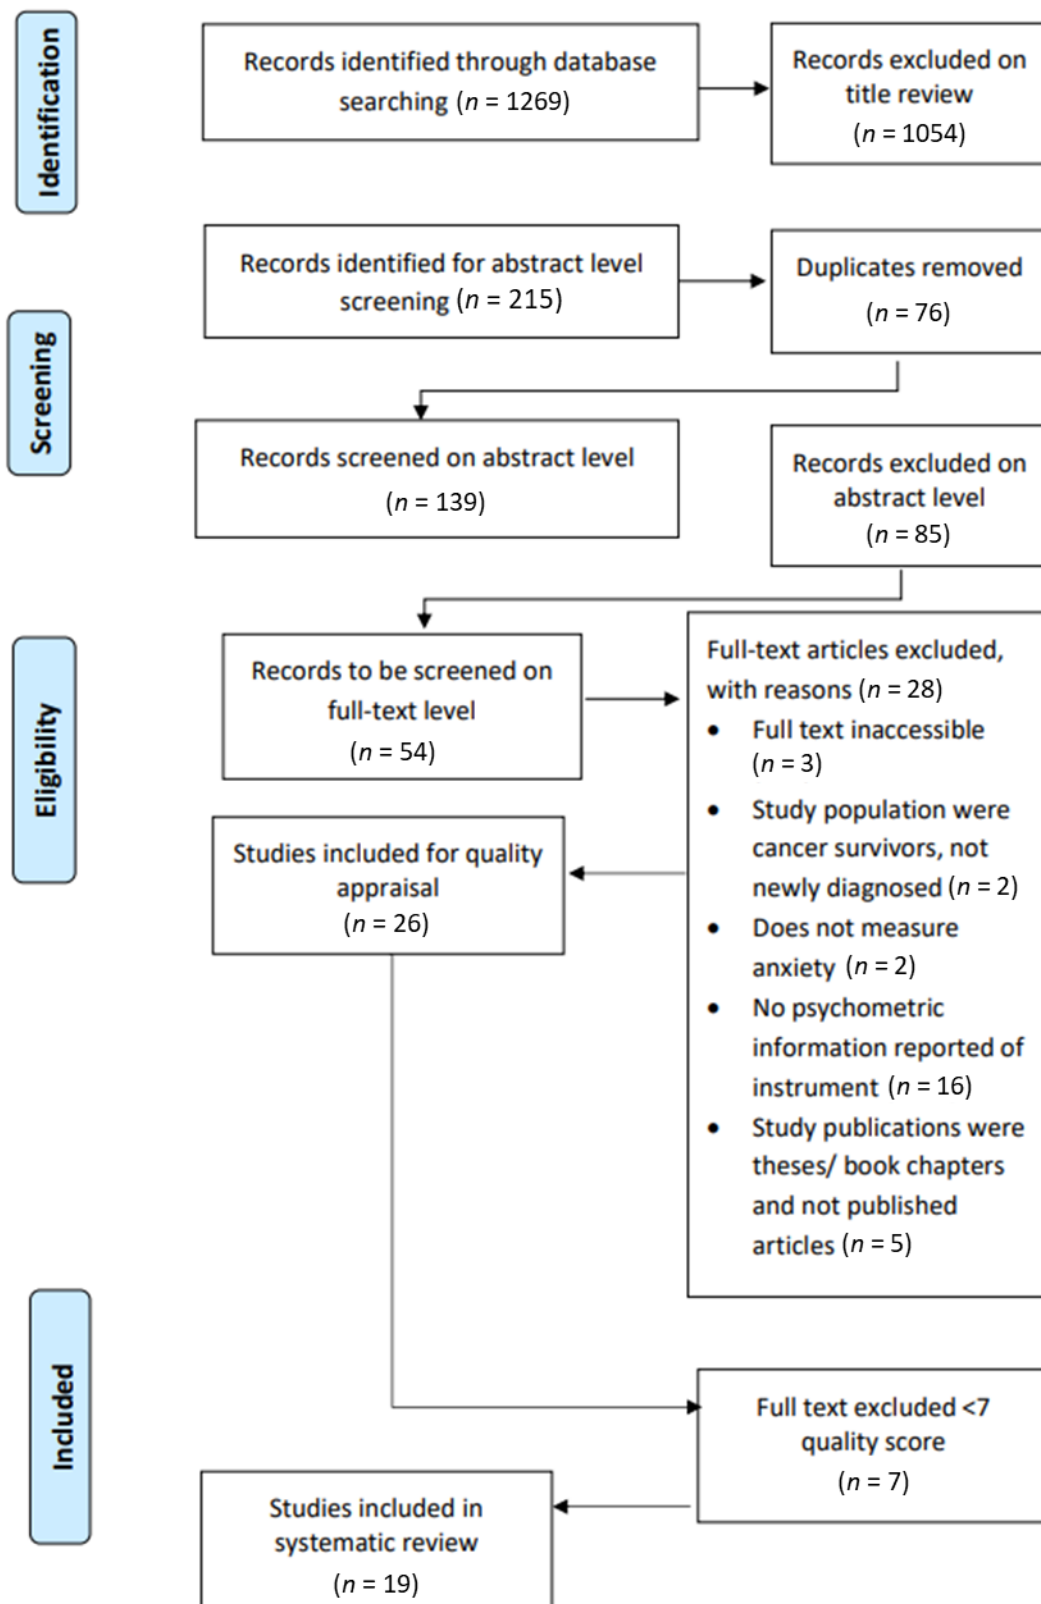 Identification
Records identified through database
searching (n = 1269)
Records excluded on
title review
(n = 1054)
Records identified for abstract level
screening (n = 215)
Duplicates removed
(n = 76)
Screening
Records screened on abstract level
(n = 139)
Records excluded on
abstract level
(n = 85)
Eligibility
Records to be screened on
full-text level
(n = 54)
Full-text articles excluded,
with reasons (n = 28)
• Full text inaccessible
(n = 3)
• Study population were
cancer survivors, not
newly diagnosed (n = 2)
• Does not measure
anxiety (n = 2)
• No psychometric
information reported of
instrument (n = 16)
• Study publications were
theses/ book chapters
and not published
articles (n = 5)
Studies included for quality
appraisal
(n = 26)
Included
Full text excluded <7
quality score
(n = 7)
Studies included in
systematic review
(n = 19)